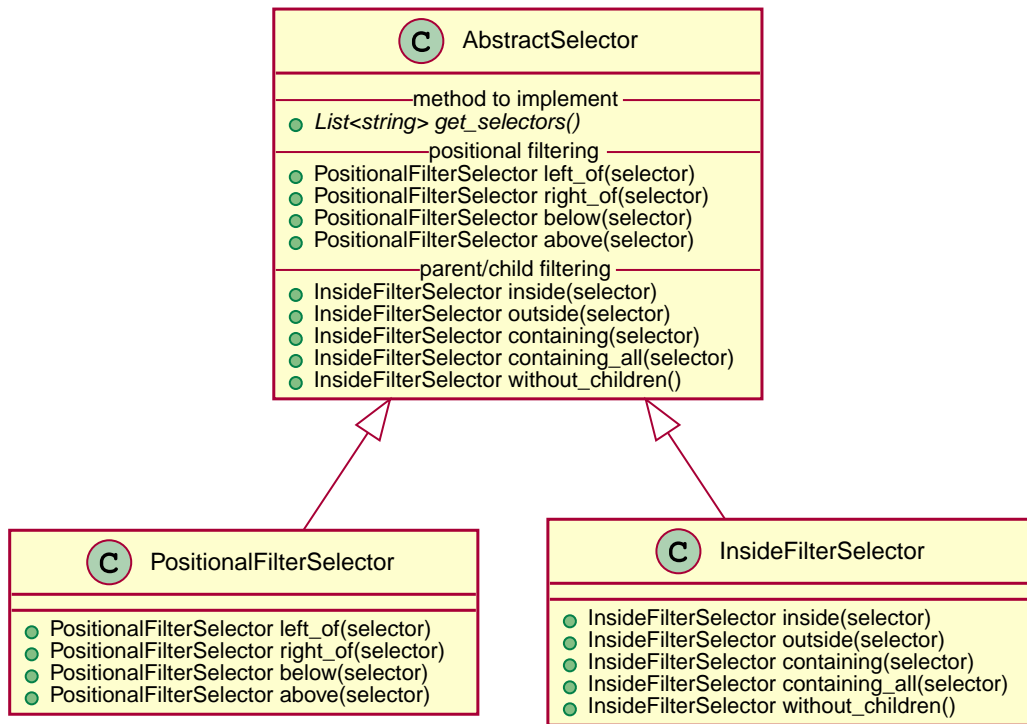 C AbstractSelector
method to implement
List<string> get_selectors()
positional filtering
PositionalFilterSelector left_of(selector)
PositionalFilterSelector right_of(selector)
PositionalFilterSelector below(selector)
PositionalFilterSelector above(selector)
parent/child filtering
InsideFilterSelector inside(selector)
InsideFilterSelector outside(selector)
InsideFilterSelector containing(selector)
InsideFilterSelector containing_all(selector)
InsideFilterSelector without_children()
C PositionalFilterSelector
PositionalFilterSelector left_of(selector)
PositionalFilterSelector right_of(selector)
PositionalFilterSelector below(selector)
PositionalFilterSelector above(selector)
C InsideFilterSelector
InsideFilterSelector inside(selector)
InsideFilterSelector outside(selector)
InsideFilterSelector containing(selector)
InsideFilterSelector containing_all(selector)
InsideFilterSelector without_children()